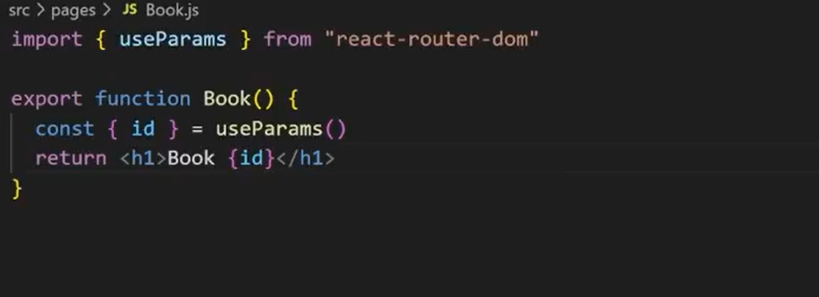 src > pages > JS Book.js
import { useParams } from "react-router-dom"
export function Book() {
const { id } = useParams()
return <h1>Book {id}</h1>
}